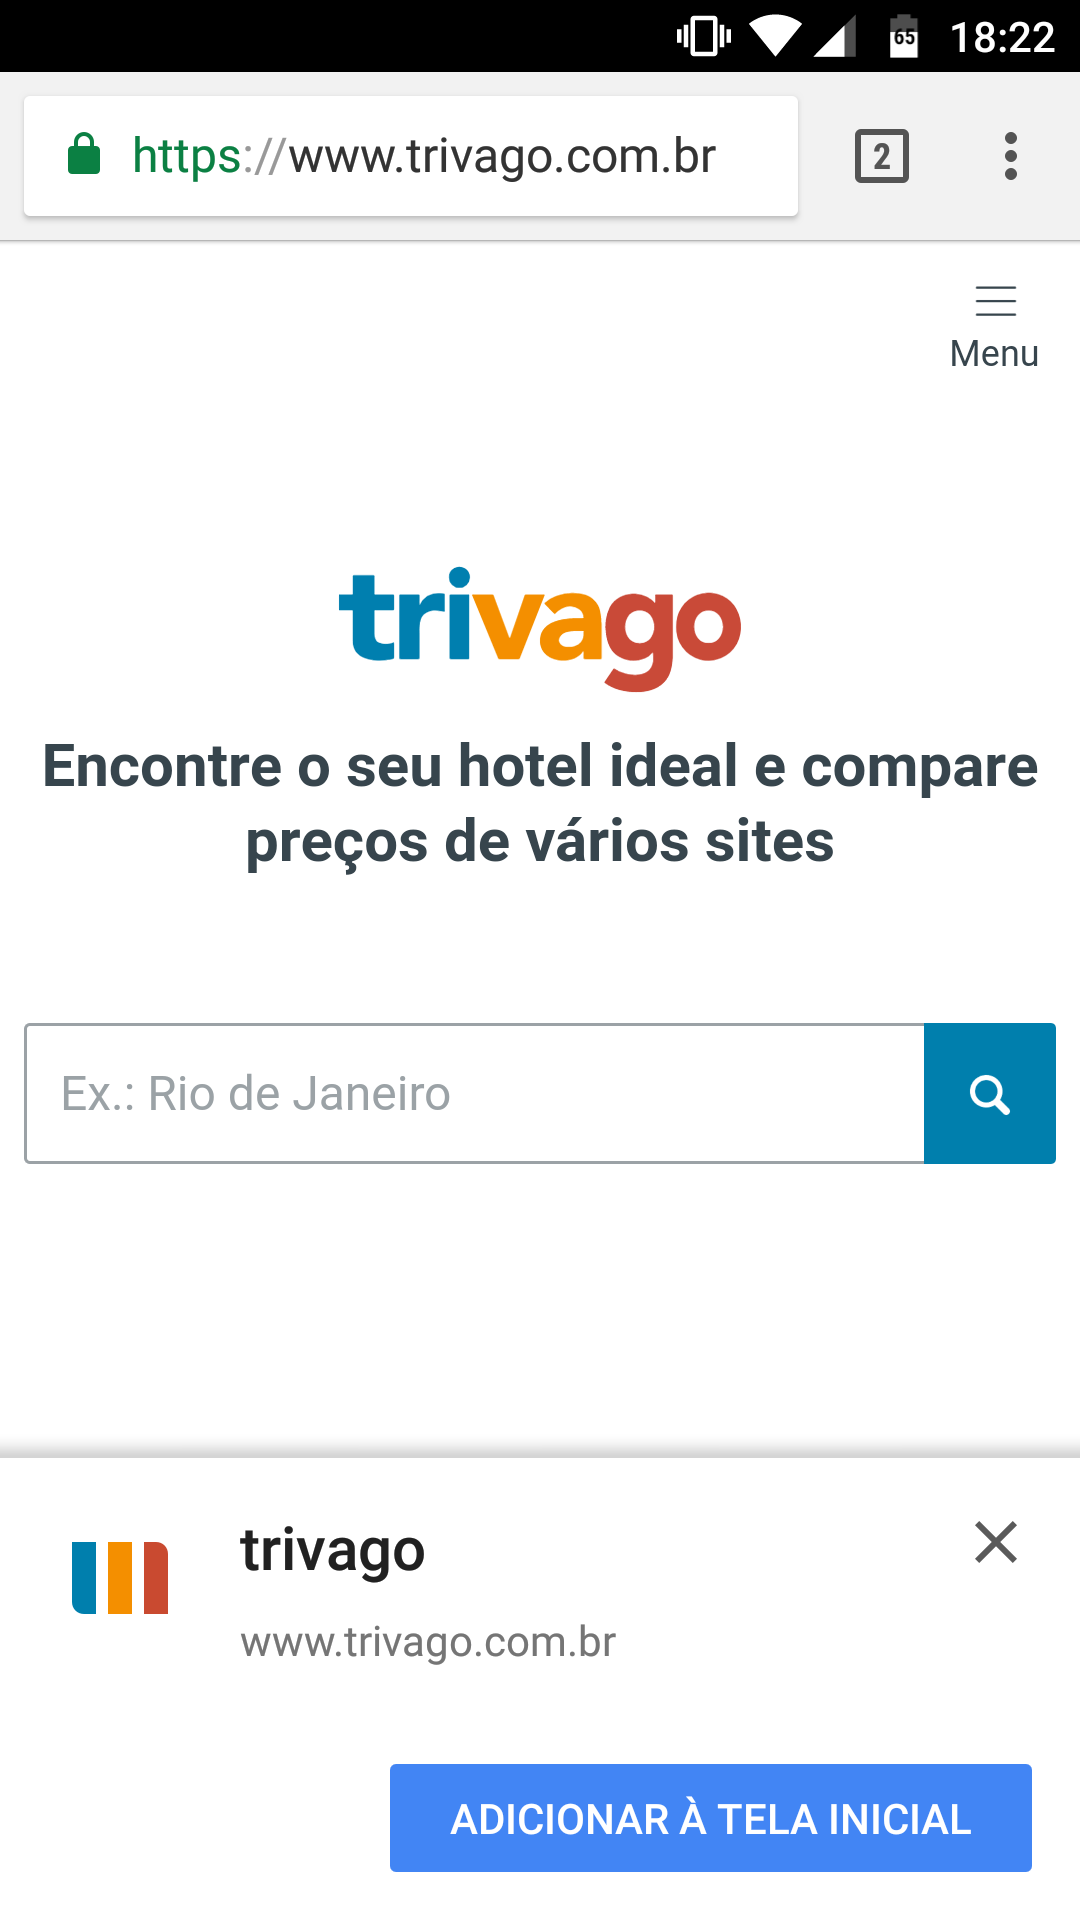 65 18:22
https://www.trivago.com.br 2
Menu
trivago
Encontre o seu hotel ideal e compare
preços de vários sites
Ex.: Rio de Janeiro
trivago
www.trivago.com.br
ADICIONAR À TELA INICIAL